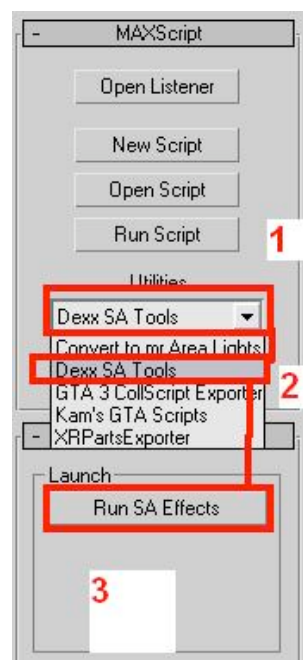 - MAXScript
Open Listener
New Script
Open Script
Run Script
1
Utilities
Dexx SA Tools
Convert to mr Area Lights
Dexx SA Tools
2
GTA 3 CollScript Exporter
Kam's GTA Scripts
XRPartsExporter
-
Launch
Run SA Effects
3